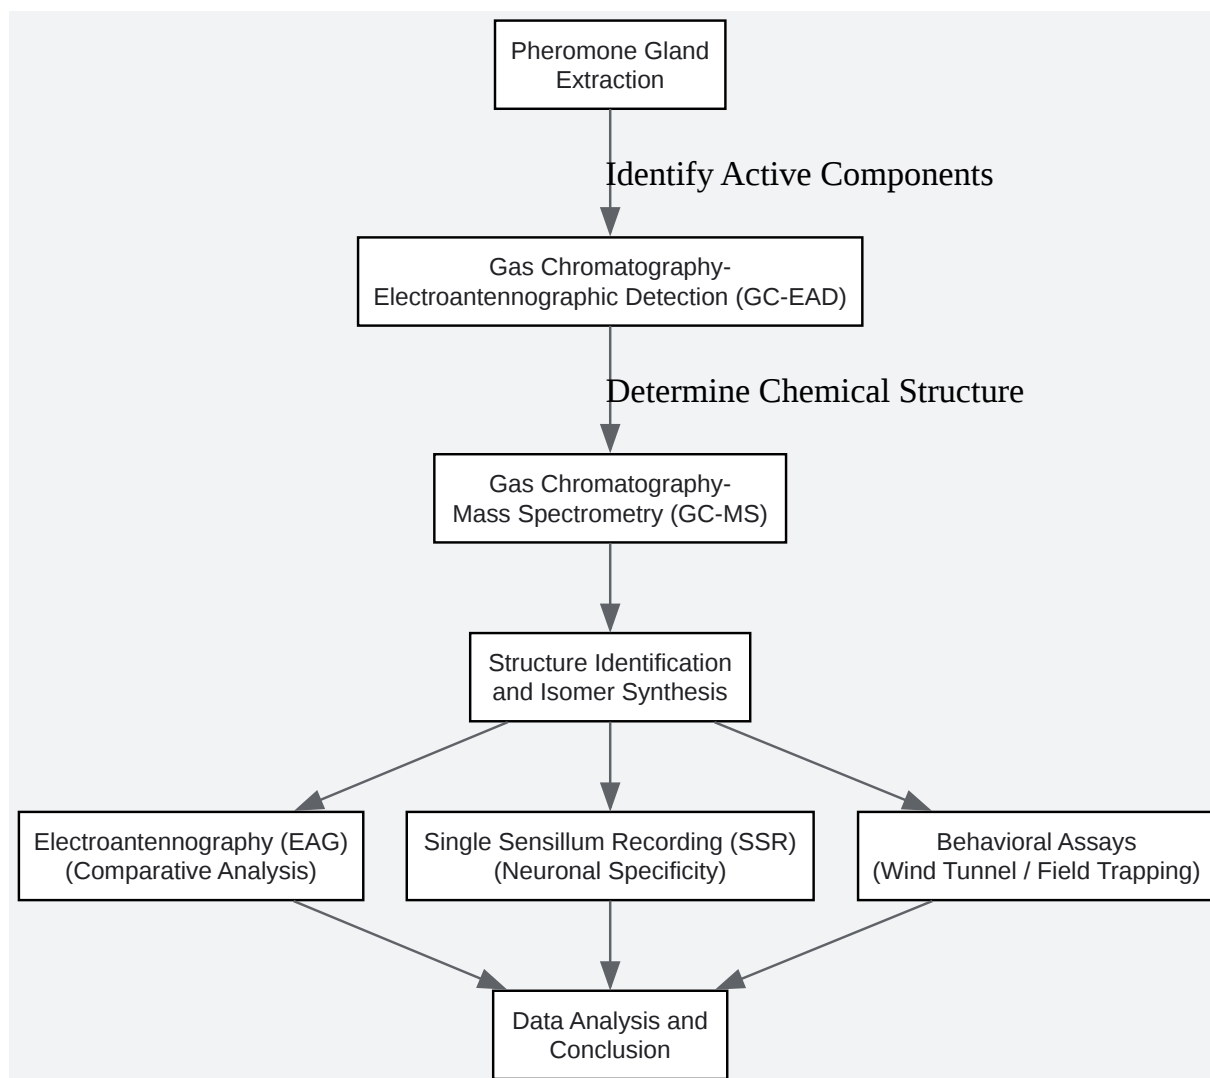 Pheromone Gland
Extraction
Identify Active Components
Gas Chromatography-
Electroantennographic Detection (GC-EAD)
Determine Chemical Structure
Gas Chromatography-
Mass Spectrometry (GC-MS)
Structure Identification
and Isomer Synthesis
Electroantennography (EAG)
(Comparative Analysis)
Single Sensillum Recording (SSR)
(Neuronal Specificity)
Behavioral Assays
(Wind Tunnel / Field Trapping)
Data Analysis and
Conclusion